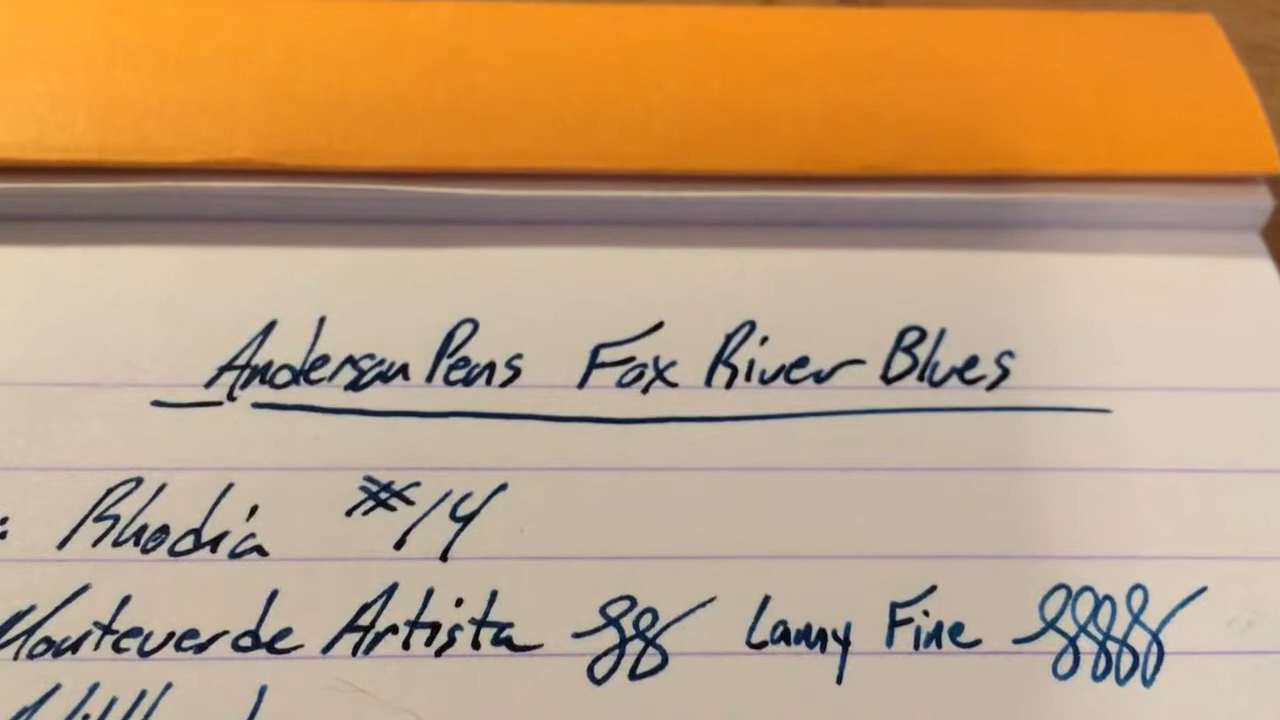 Anderson Pens Fox River Blues
: Rhodia #14
Monteverde Artista Lamy Fine